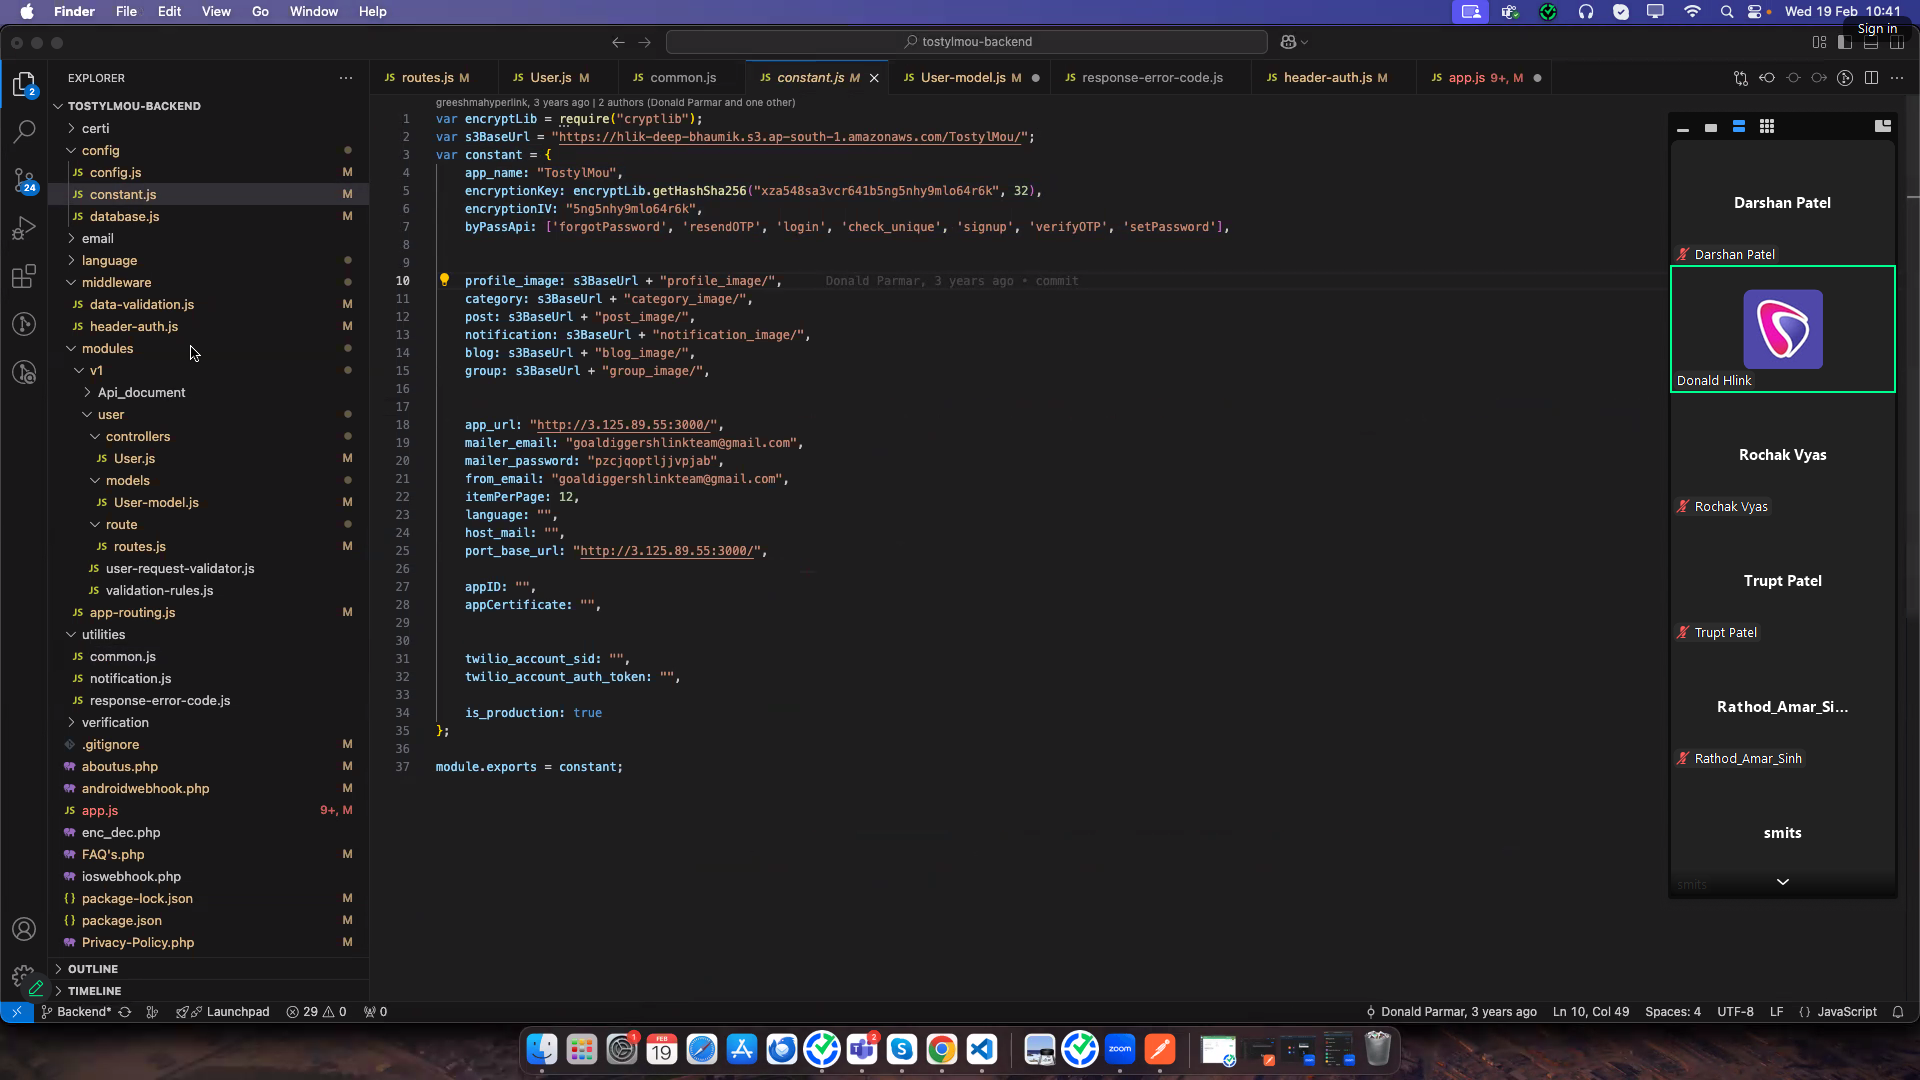 Finder File Edit View Go Window Help
Wed 19 Feb 10:41
Sign in
tostylmou-backend
EXPLORER
routes.js M
User.js M
common.js
constant.js M
User-model.js M
response-error-code.js
header-auth.js M
app.js 9+, M
TOSTYLMOU-BACKEND
certi
config
config.js M
constant.js M
database.js M
email
language
middleware
data-validation.js M
header-auth.js M
modules
v1
Api_document
user
controllers
User.js M
models
User-model.js M
route
routes.js M
user-request-validator.js
validation-rules.js
app-routing.js M
utilities
common.js
notification.js
response-error-code.js
verification
.gitignore M
aboutus.php M
androidwebhook.php M
app.js 9+, M
enc_dec.php
FAQ's.php M
ioswebhook.php
package-lock.json M
package.json M
Privacy-Policy.php M
OUTLINE
TIMELINE
2
24
greeshmahyperlink, 3 years ago | 2 authors (Donald Parmar and one other)
1 var encryptLib = require("cryptlib");
2 var s3BaseUrl = "https://hlik-deep-bhaumik.s3.ap-south-1.amazonaws.com/TostylMou/";
3 var constant = {
4 app_name: "TostylMou",
5 encryptionKey: encryptLib.getHashSha256("xza548sa3vcr641b5ng5nhy9mlo64r6k", 32),
6 encryptionIV: "5ng5nhy9mlo64r6k",
7 byPassApi: ['forgotPassword', 'resendOTP', 'login', 'check_unique', 'signup', 'verifyOTP', 'setPassword'],
8
9
10 profile_image: s3BaseUrl + "profile_image/", Donald Parmar, 3 years ago • commit
11 category: s3BaseUrl + "category_image/",
12 post: s3BaseUrl + "post_image/",
13 notification: s3BaseUrl + "notification_image/",
14 blog: s3BaseUrl + "blog_image/",
15 group: s3BaseUrl + "group_image/",
16
17
18 app_url: "http://3.125.89.55:3000/",
19 mailer_email: "goaldiggershlinkteam@gmail.com",
20 mailer_password: "pzcjqoptljjvpjab",
21 from_email: "goaldiggershlinkteam@gmail.com",
22 itemPerPage: 12,
23 language: "",
24 host_mail: "",
25 port_base_url: "http://3.125.89.55:3000/",
26
27 appID: "",
28 appCertificate: "",
29
30
31 twilio_account_sid: "",
32 twilio_account_auth_token: "",
33
34 is_production: true
35 };
36
37 module.exports = constant;
Darshan Patel
Darshan Patel
Donald Hlink
Rochak Vyas
Rochak Vyas
Trupt Patel
Trupt Patel
Rathod_Amar_Si...
Rathod_Amar_Sinh
smits
smits
Backend* Launchpad 29 0 0
Donald Parmar, 3 years ago Ln 10, Col 49 Spaces: 4 UTF-8 LF {} JavaScript
1
FEB
19
2
zoom